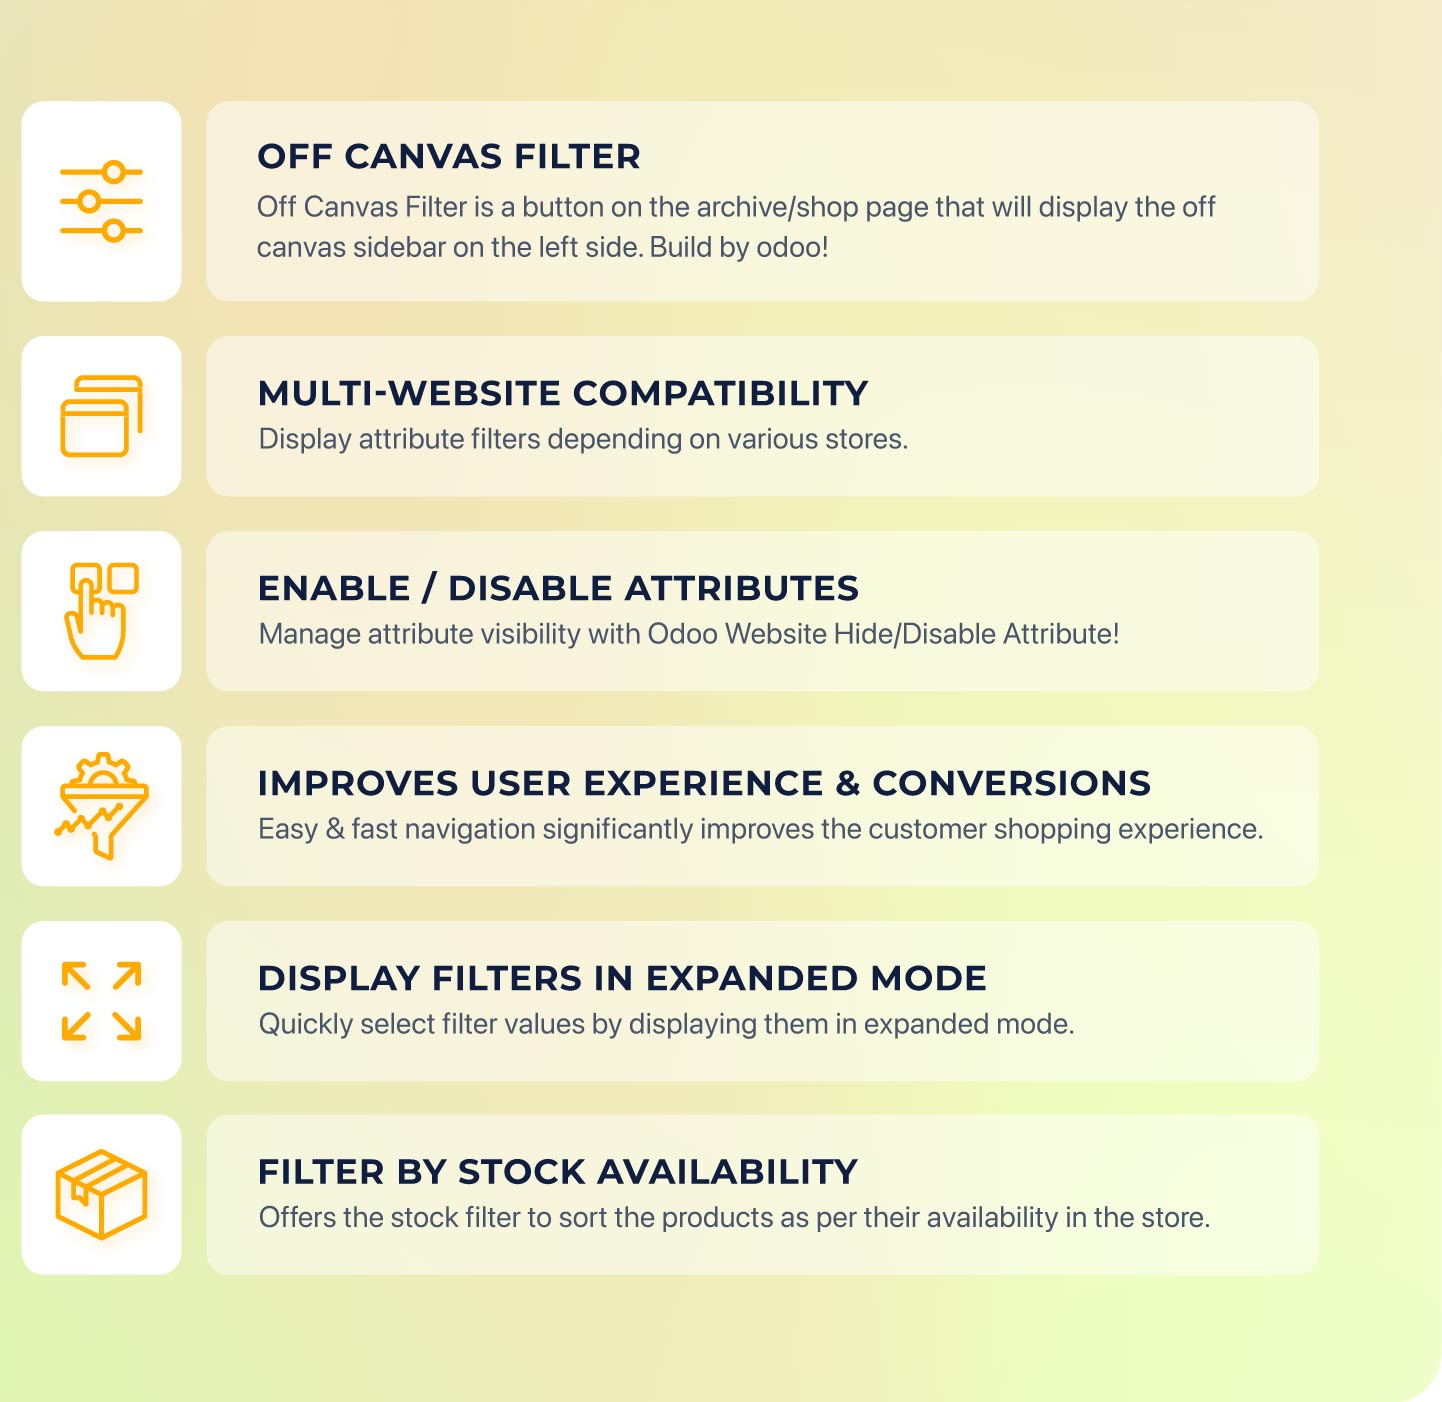 OFF CANVAS FILTER
Off Canvas Filter is a button on the archive/shop page that will display the off
canvas sidebar on the left side. Build by odoo!
MULTI-WEBSITE COMPATIBILITY
Display attribute filters depending on various stores.
ENABLE / DISABLE ATTRIBUTES
Manage attribute visibility with Odoo Website Hide/Disable Attribute!
IMPROVES USER EXPERIENCE & CONVERSIONS
Easy & fast navigation significantly improves the customer shopping experience.
DISPLAY FILTERS IN EXPANDED MODE
Quickly select filter values by displaying them in expanded mode.
FILTER BY STOCK AVAILABILITY
Offers the stock filter to sort the products as per their availability in the store.